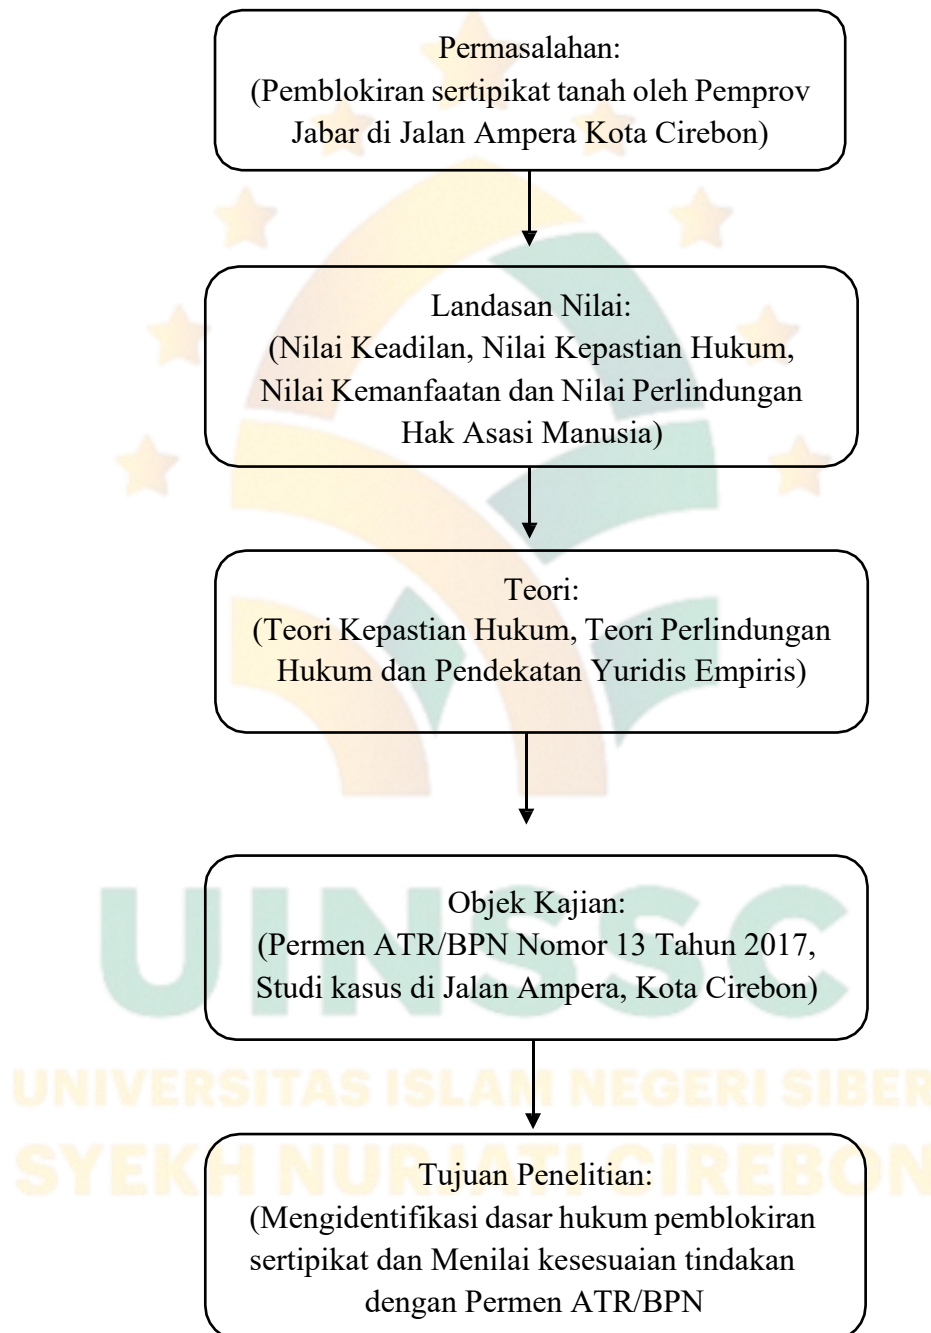 Permasalahan:
(Pemblokiran sertipikat tanah oleh Pemprov
Jabar di Jalan Ampera Kota Cirebon)
Landasan Nilai:
(Nilai Keadilan, Nilai Kepastian Hukum,
Nilai Kemanfaatan dan Nilai Perlindungan
Hak Asasi Manusia)
Teori:
(Teori Kepastian Hukum, Teori Perlindungan
Hukum dan Pendekatan Yuridis Empiris)
UINSSC
Objek Kajian:
(Permen ATR/BPN Nomor 13 Tahun 2017,
Studi kasus di Jalan Ampera, Kota Cirebon)
UNIVERSITAS ISLAM NEGERI SIBER
SYEKH NURJATI CIREBON
Tujuan Penelitian:
(Mengidentifikasi dasar hukum pemblokiran
sertipikat dan Menilai kesesuaian tindakan
dengan Permen ATR/BPN